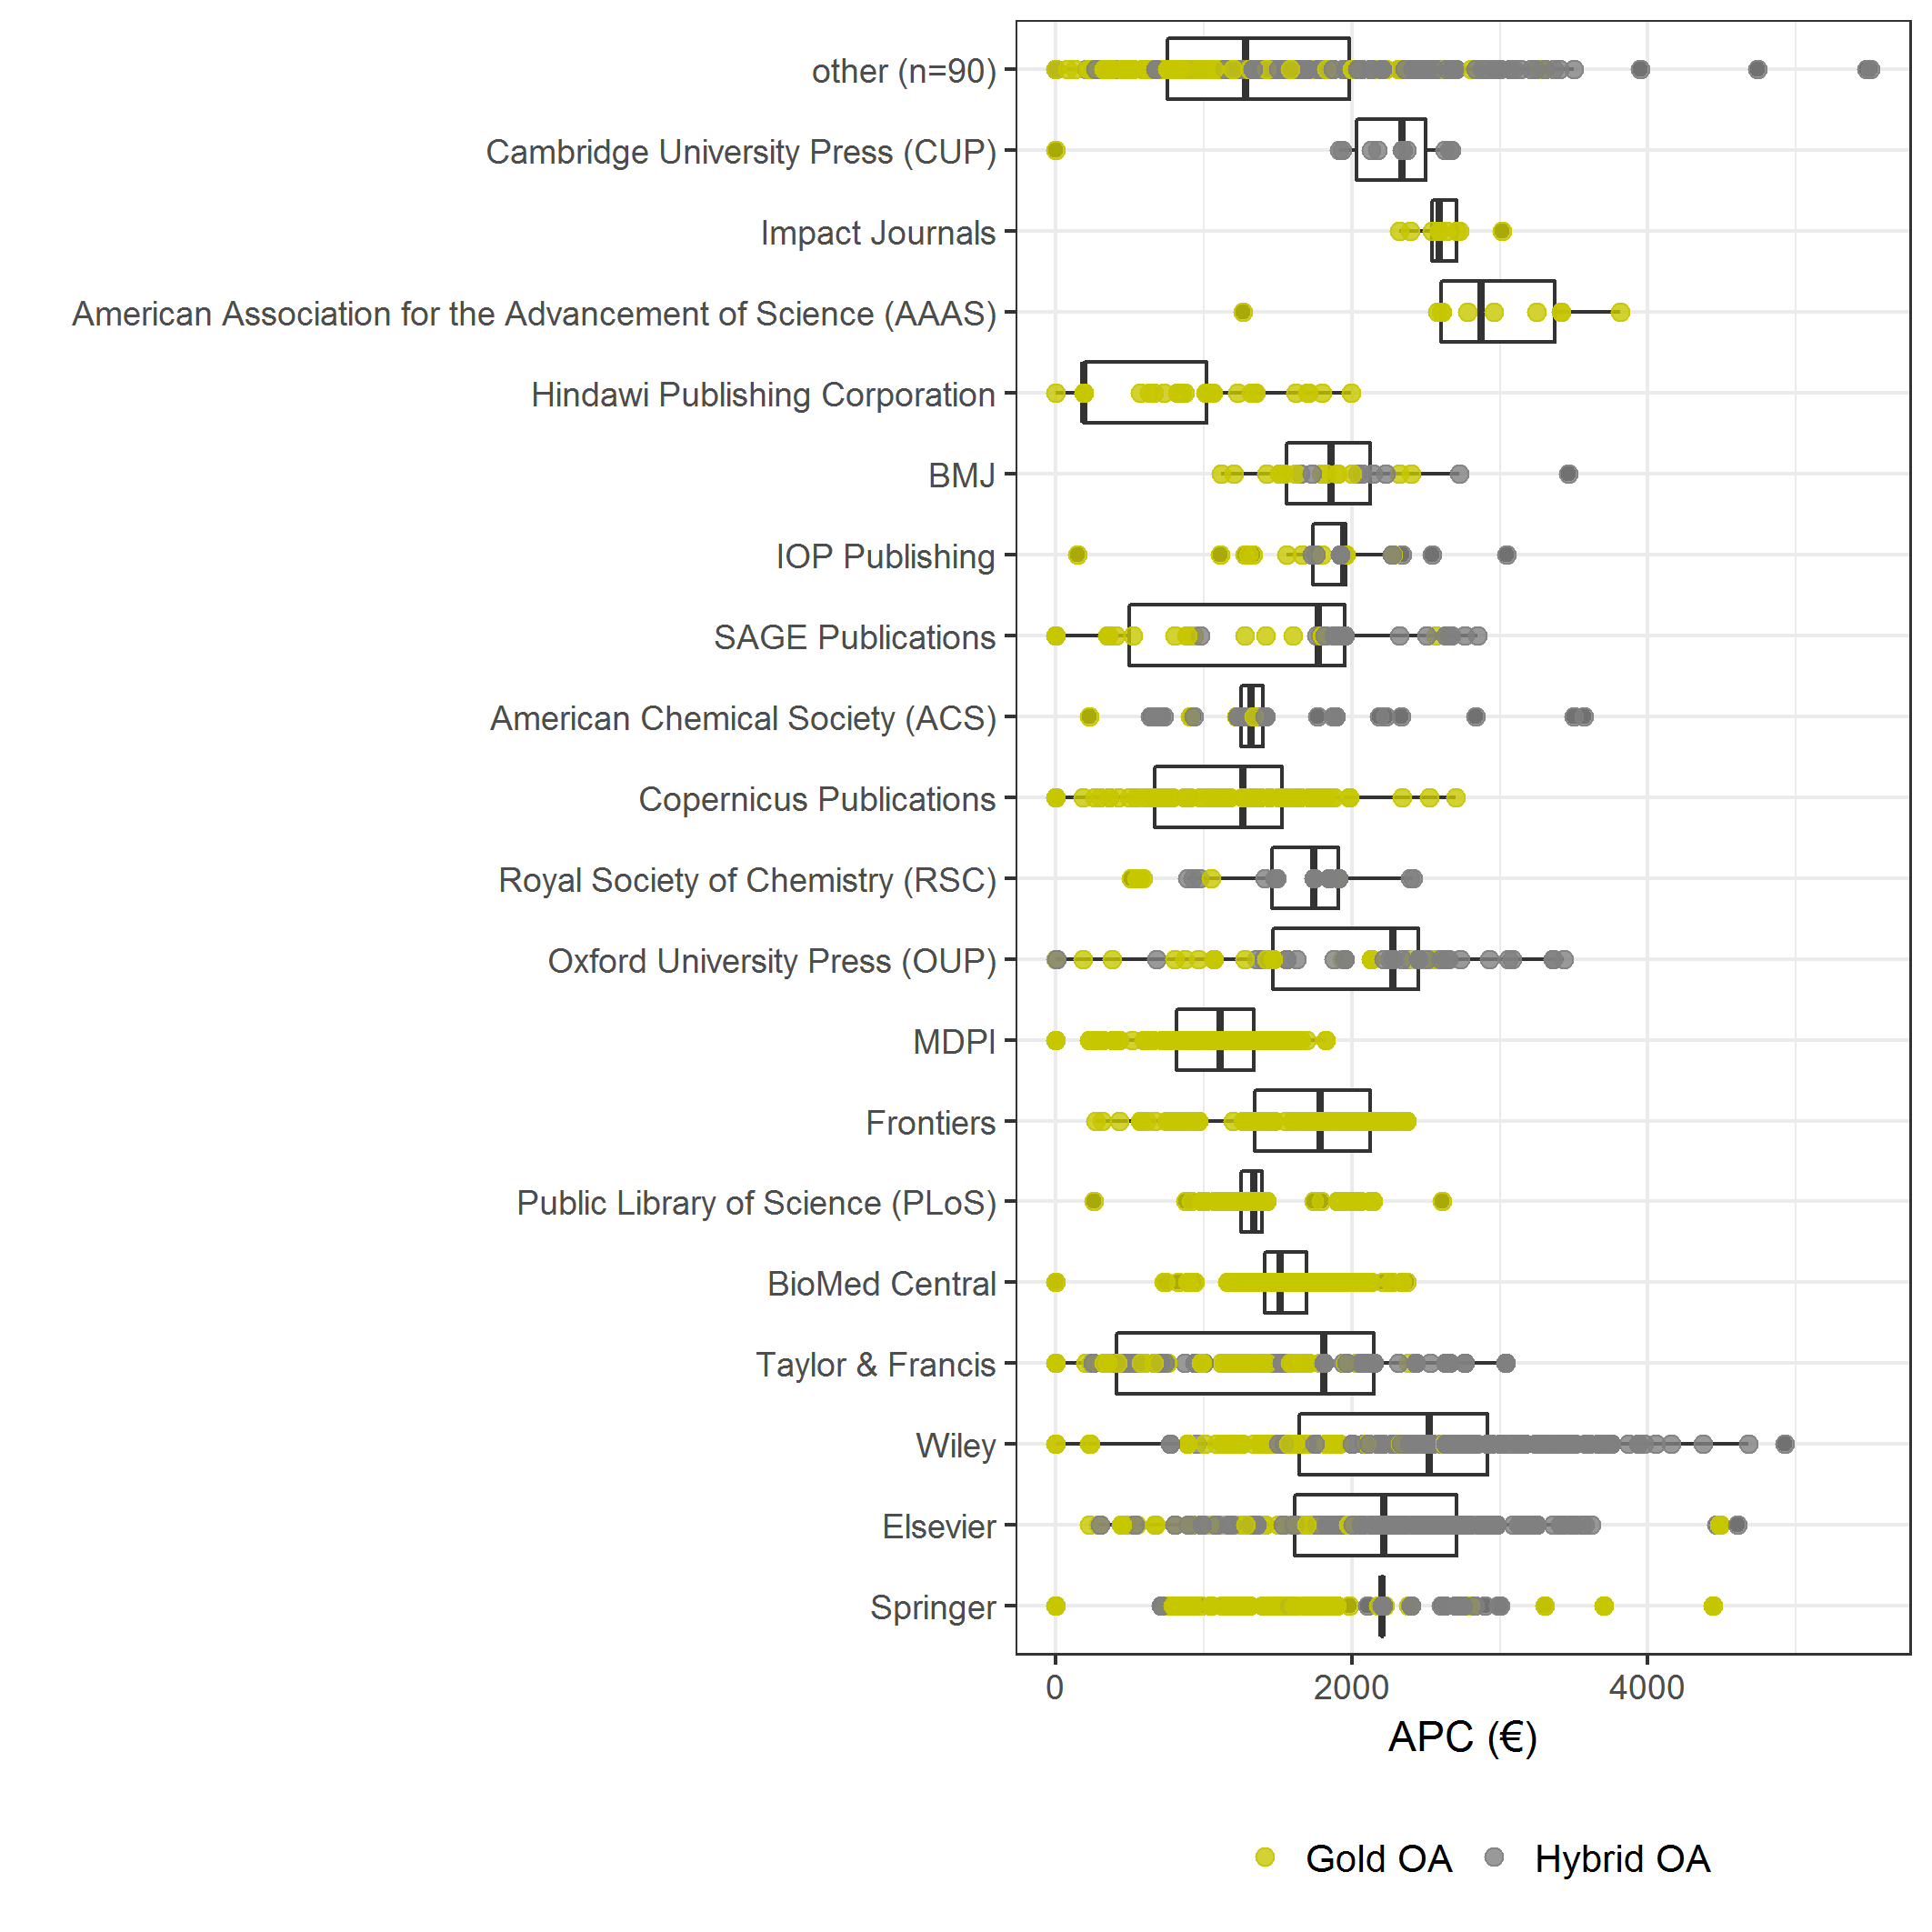 other (n=90)
Cambridge University Press (CUP)
Impact Journals
American Association for the Advancement of Science (AAAS)
Hindawi Publishing Corporation
BMJ
IOP Publishing
SAGE Publications
American Chemical Society (ACS)
Copernicus Publications
Royal Society of Chemistry (RSC)
Oxford University Press (OUP)
MDPI
Frontiers
Public Library of Science (PLoS)
BioMed Central
Taylor & Francis
Wiley
Elsevier
Springer
0 2000 4000
APC (€)
Gold OA Hybrid OA